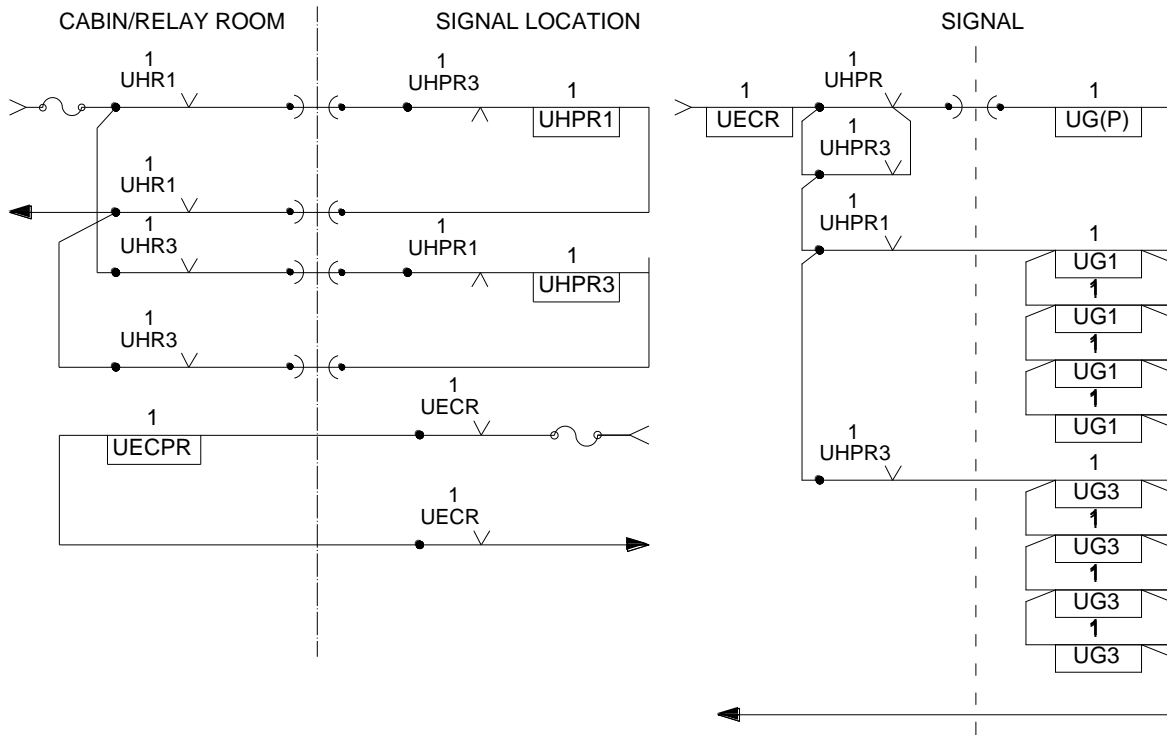 CABIN/RELAY ROOM
SIGNAL LOCATION
SIGNAL
1
UHR1
1
UHPR3
1
UHPR1
1
UHR1
1
UHR3
1
UHPR1
1
UHPR3
1
UHR3
1
UECPR
1
UECR
1
UECR
1
UECR
1
UHPR
1
UG(P)
1
UHPR3
1
UHPR1
1
UG1
1
UG1
1
UG1
1
UG1
1
UHPR3
1
UG3
1
UG3
1
UG3
1
UG3